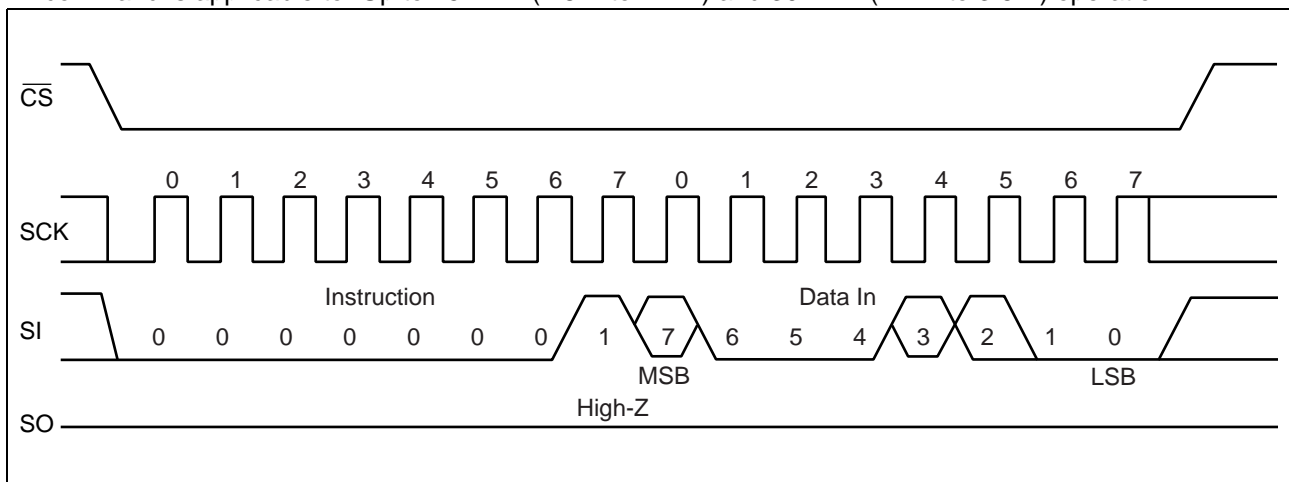 CS
0 1 2 3 4 5 6 7 0 1 2 3 4 5 6 7
SCK
Instruction Data In
SI
0 0 0 0 0 0 0 1 7 6 5 4 3 2 1 0
MSB LSB
High-Z
SO